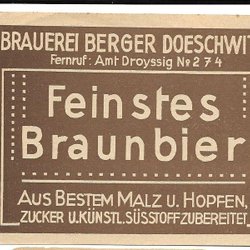 BRAUEREI BERGER DOESCHWIT
Fernruf: Amt Droyssig No 274
Feinstes
Braunbier
AUS BESTEM MALZ U. HOPFEN,
ZUCKER U.KÜNSTL.SÜSSTOFF ZUBEREITET